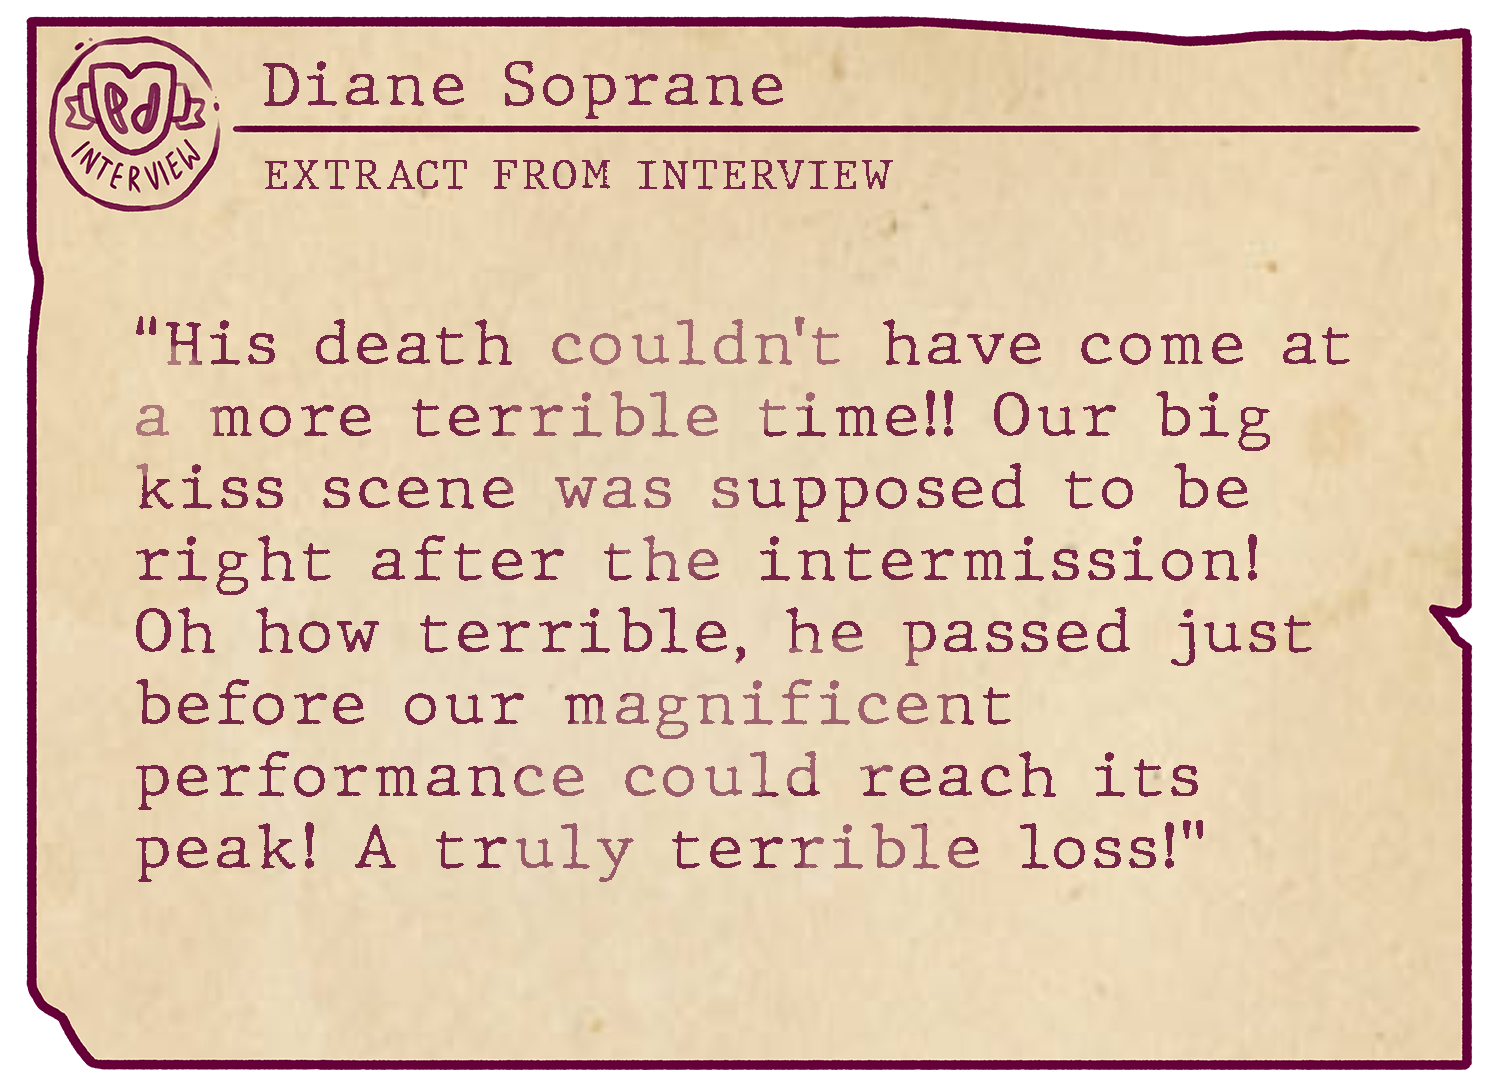 Pd
INTERVIEW
Diane Soprane
EXTRACT FROM INTERVIEW
"His death couldn't have come at
a more terrible time!! Our big
kiss scene was supposed to be
right after the intermission!
Oh how terrible, he passed just
before our magnificent
performance could reach its
peak! A truly terrible loss!"